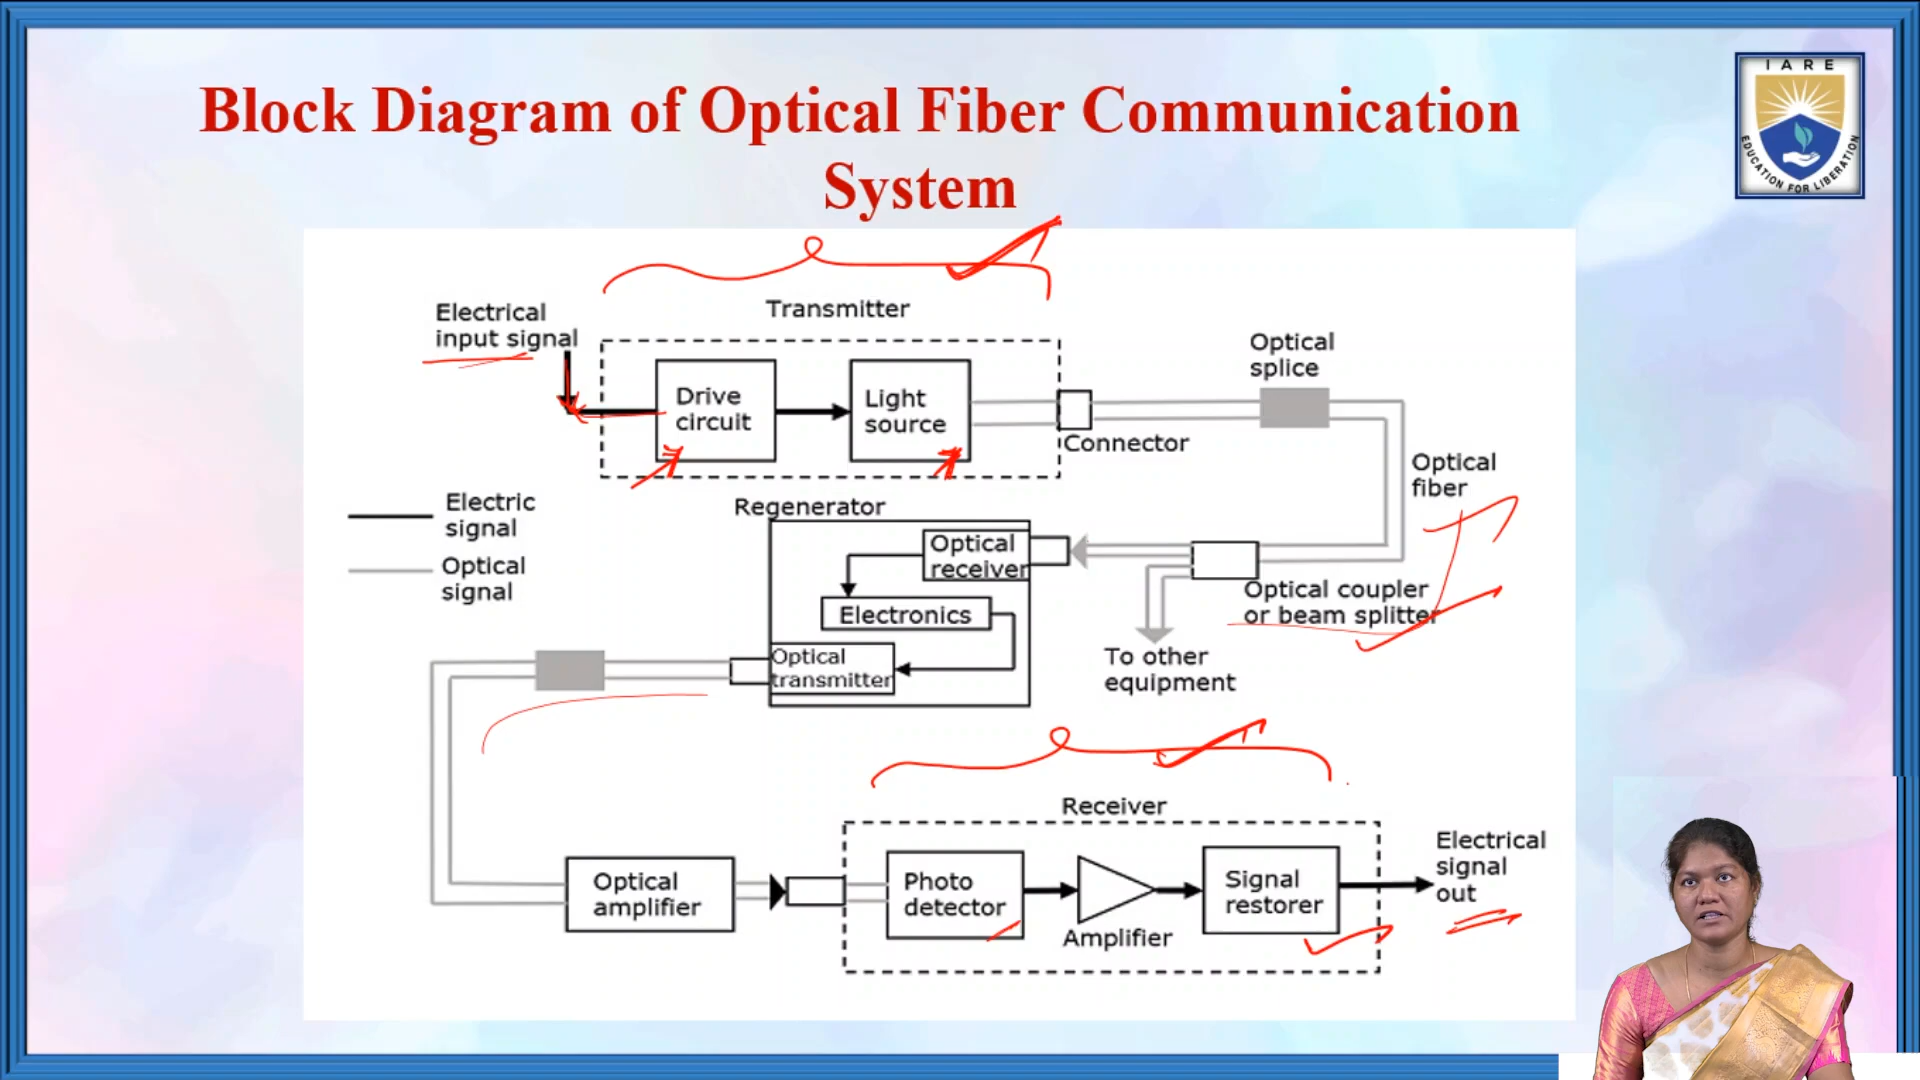 Block Diagram of Optical Fiber Communication
System
IARE
EDUCATION FOR LIBERATION
Transmitter
Electrical
input signal
Drive
circuit
Light
source
Connector
Optical
splice
Optical
fiber
Electric
signal
Optical
signal
Regenerator
Optical
receiver
Electronics
Optical
transmitter
Optical coupler
or beam splitter
To other
equipment
Receiver
Optical
amplifier
Photo
detector
Amplifier
Signal
restorer
Electrical
signal
out